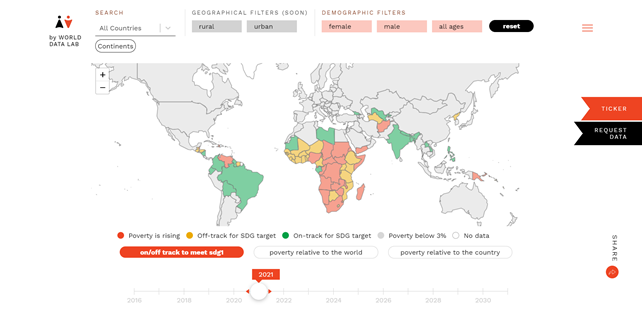 SEARCH
GEOGRAPHICAL FILTERS (SOON)
DEMOGRAPHIC FILTERS
All Countries
rural
urban
female
male
all ages
reset
by WORLD
DATA LAB
Continents
+
−
TICKER
REQUEST
DATA
Poverty is rising
Off-track for SDG target
On-track for SDG target
Poverty below 3%
No data
on/off track to meet sdg1
poverty relative to the world
poverty relative to the country
SHARE
2021
2016
2018
2020
2022
2024
2026
2028
2030